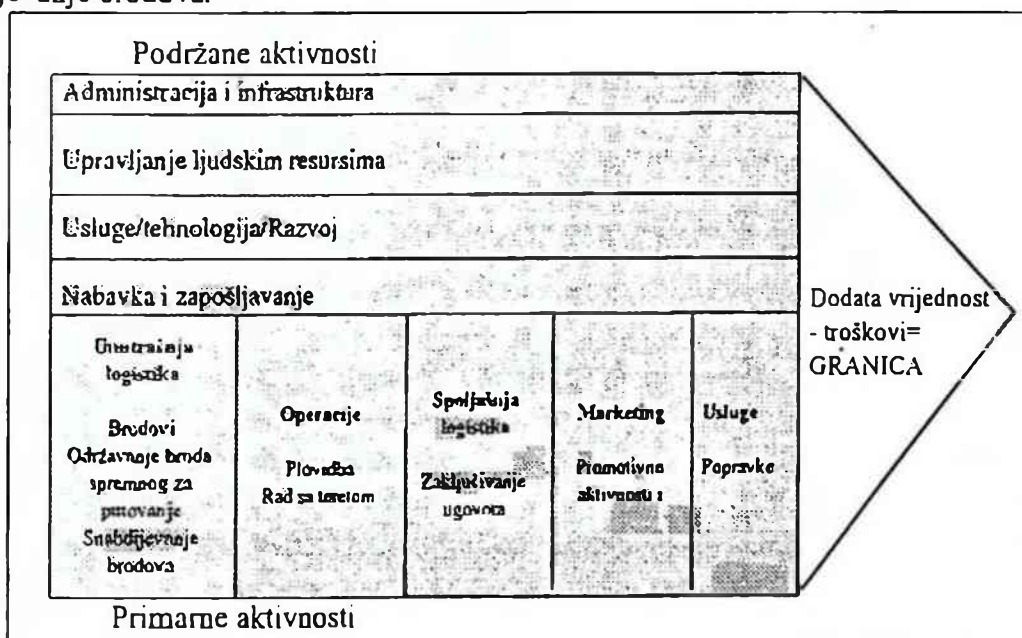 Podržane aktivnosti
Administracija i infrastruktura
Upravljanje ljudskim resursima
Usluge/tehnologija/Razvoj
Nabavka i zapošljavanje
Dodata vrijednost
- troškovi=
GRANICA
logistika
Brodovi
Održavanje broda
spremnog za
putovanje
Snabdijevanje
brodova
Operacije
Plovidba
Rad sa teretom
Spoljašnja
logistika
Zaključivanje
ugovora
Marketing
Promotivne
aktivnosti
Usluge
Popravke
Primarne aktivnosti